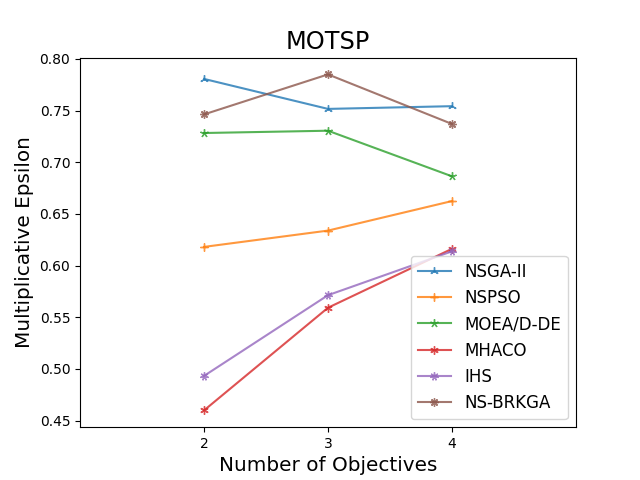 MOTSP
Multiplicative Epsilon
0.80
0.75
0.70
0.65
0.60
0.55
0.50
0.45
NSGA-II
NSPSO
MOEA/D-DE
MHACO
IHS
NS-BRKGA
2 3 4
Number of Objectives